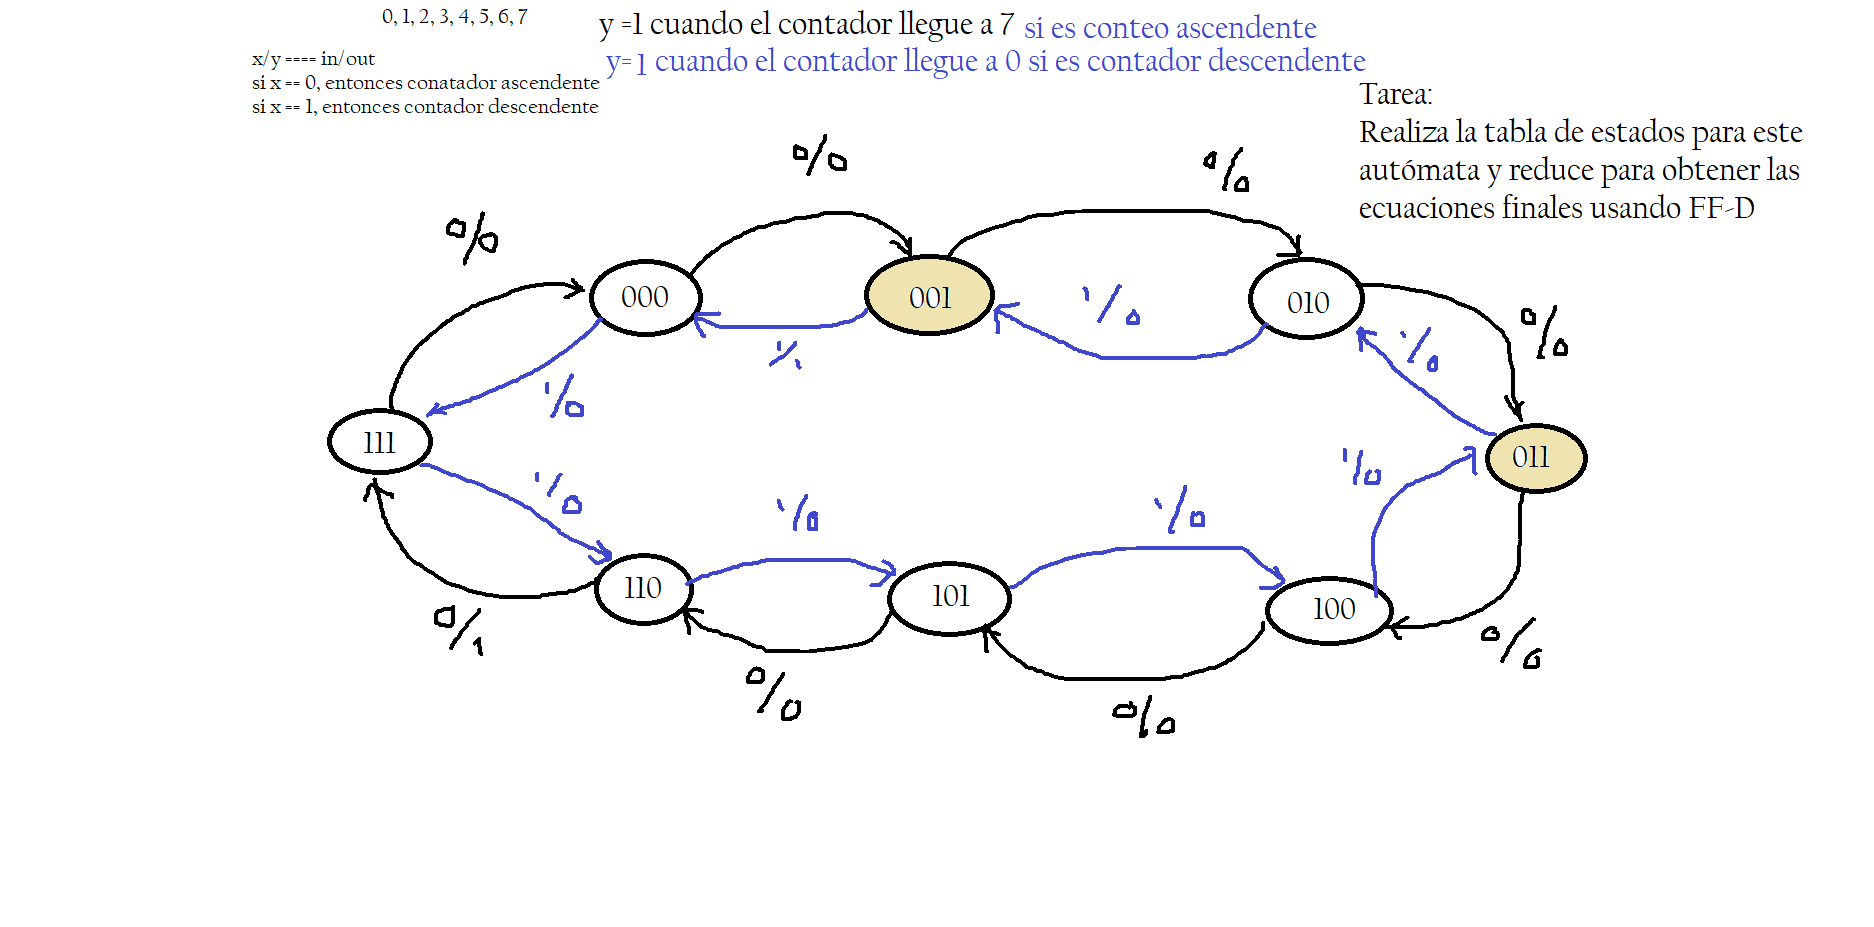 0, 1, 2, 3, 4, 5, 6, 7
y =1 cuando el contador llegue a 7 si es conteo ascendente
x/y ==== in/out
y=1 cuando el contador llegue a 0 si es contador descendente
si x == 0, entonces conatador ascendente
si x == 1, entonces contador descendente
Tarea:
Realiza la tabla de estados para este
autómata y reduce para obtener las
ecuaciones finales usando FF-D
0/0
0/0
0/0
000
001
010
1/0
0/0
1/1
1/0
1/0
111
011
1/0
1/0
1/0
1/0
110
101
100
0/1
0/0
0/0
0/0